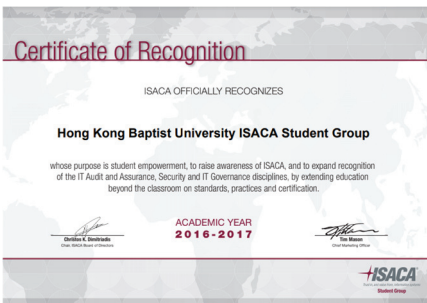 Certificate of Recognition
ISACA OFFICIALLY RECOGNIZES
Hong Kong Baptist University ISACA Student Group
whose purpose is student empowerment, to raise awareness of ISACA, and to expand recognition
of the IT Audit and Assurance, Security and IT Governance disciplines, by extending education
beyond the classroom on standards, practices and certification.
ACADEMIC YEAR
2016-2017
Christos K. Dimitriadis
Chair, ISACA Board of Directors
Tim Mason
Chief Marketing Officer
ISACA
Student Group